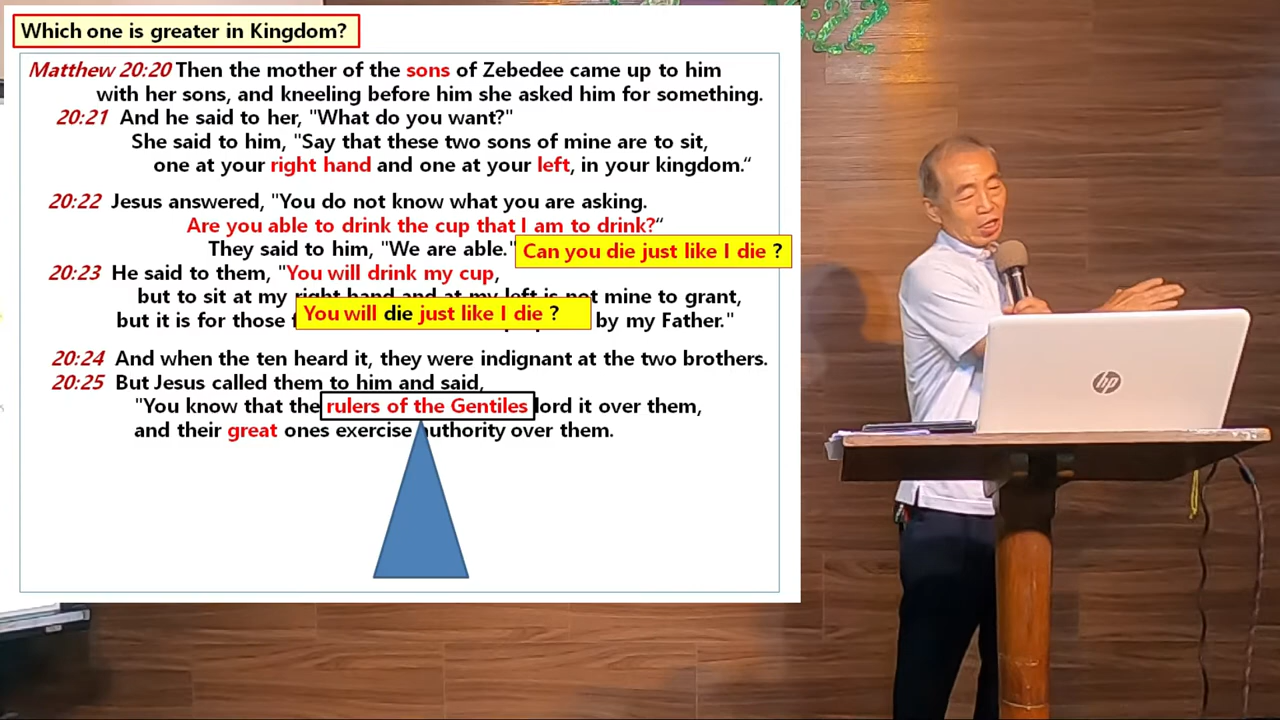 Which one is greater in Kingdom?
Matthew 20:20 Then the mother of the sons of Zebedee came up to him
with her sons, and kneeling before him she asked him for something.
20:21 And he said to her, "What do you want?"
She said to him, "Say that these two sons of mine are to sit,
one at your right hand and one at your left, in your kingdom."
20:22 Jesus answered, "You do not know what you are asking.
Are you able to drink the cup that I am to drink?"
They said to him, "We are able."
Can you die just like I die ?
20:23 He said to them, "You will drink my cup,
but to sit at my right hand and at my left is not mine to grant,
but it is for those
You will die just like I die ?
by my Father."
20:24 And when the ten heard it, they were indignant at the two brothers.
20:25 But Jesus called them to him and said,
"You know that the rulers of the Gentiles lord it over them,
and their great ones exercise authority over them.
22
hp